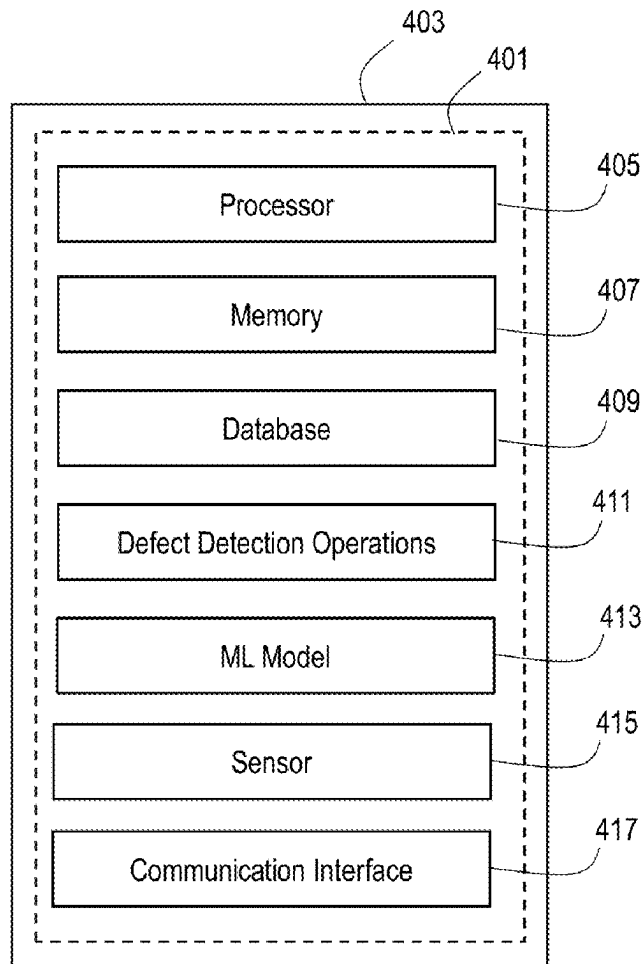 403
401
Processor
405
Memory
407
Database
409
Defect Detection Operations
411
ML Model
413
Sensor
415
Communication Interface
417